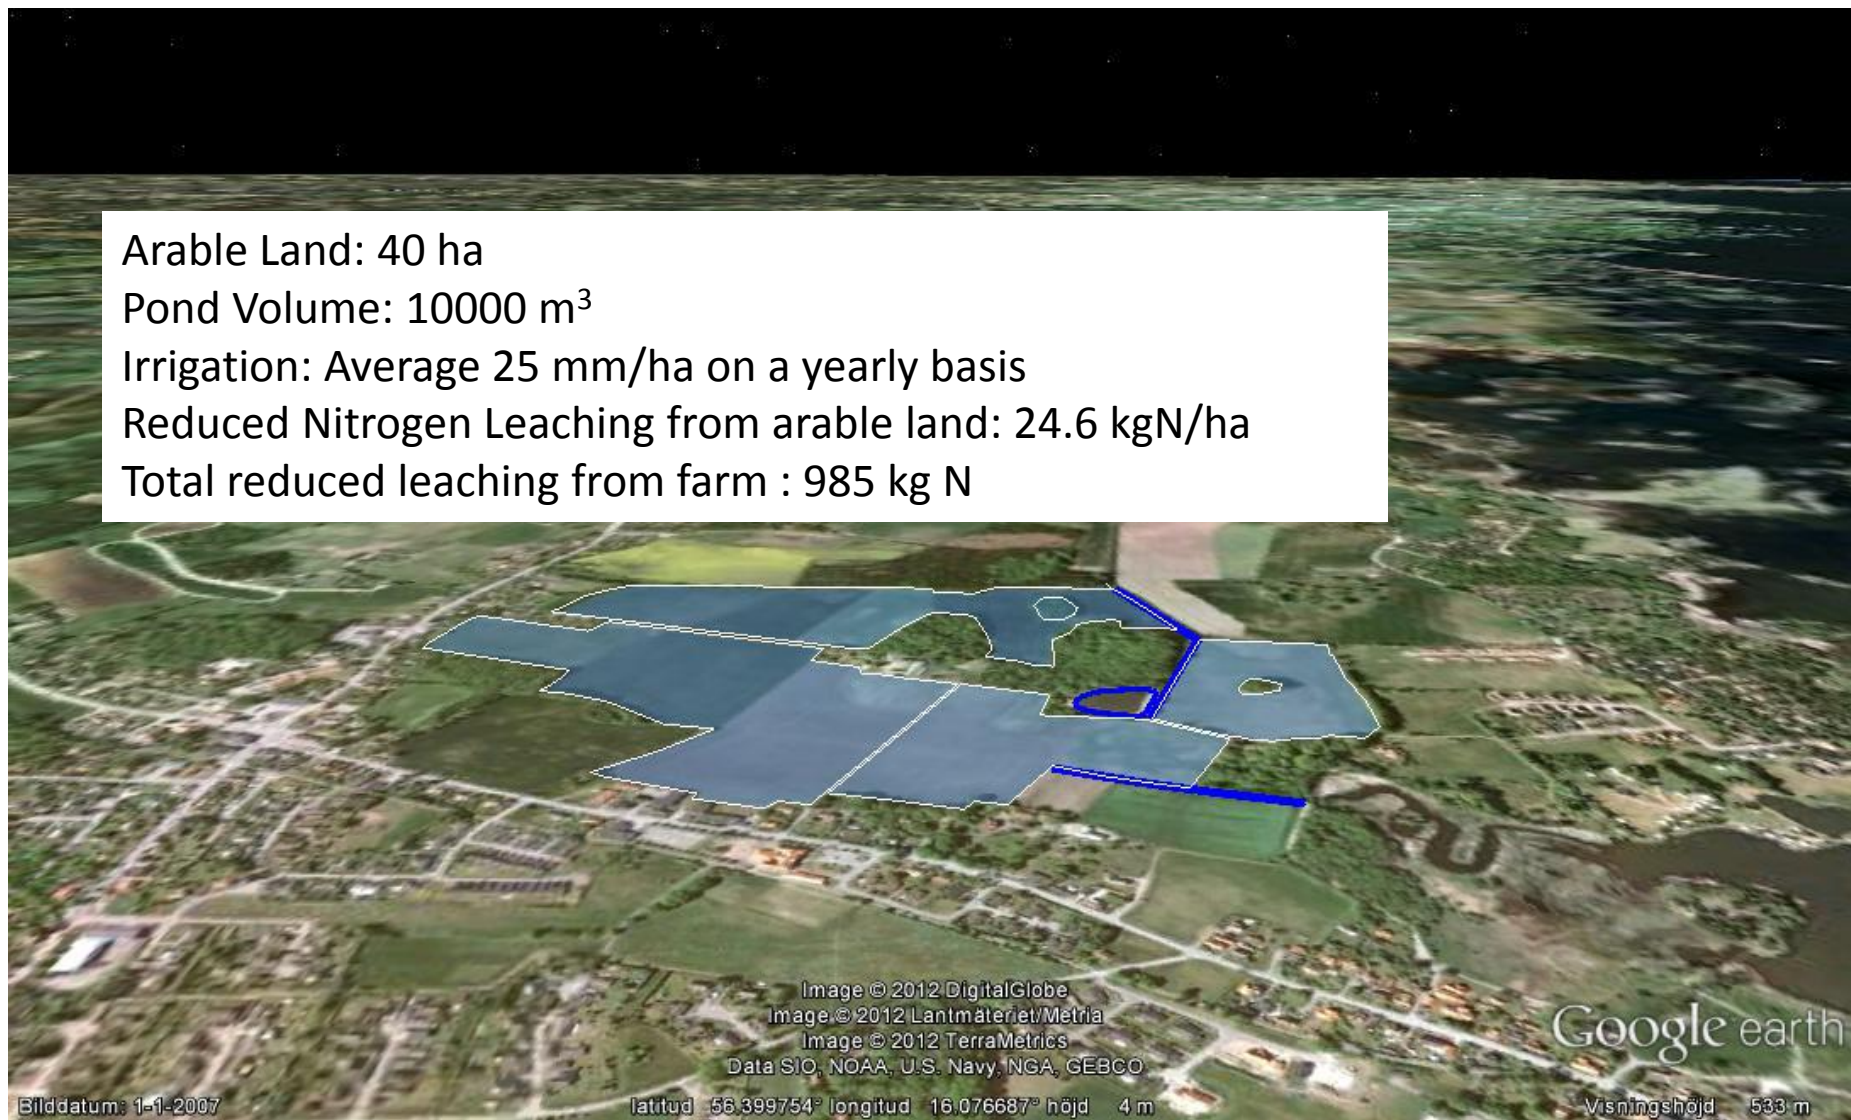 Arable Land: 40 ha
Pond Volume: 10000 m³
Irrigation: Average 25 mm/ha on a yearly basis
Reduced Nitrogen Leaching from arable land: 24.6 kgN/ha
Total reduced leaching from farm : 985 kg N
Image © 2012 DigitalGlobe
Image © 2012 Lantmäteriet/Metria
Image © 2012 TerraMetrics
Data SIO, NOAA, U.S. Navy, NGA, GEBCO
Google earth
Bilddatum: 1-1-2007 latitud 56.399754° longitud 16.076687° höjd 4 m Visningshöjd 533 m